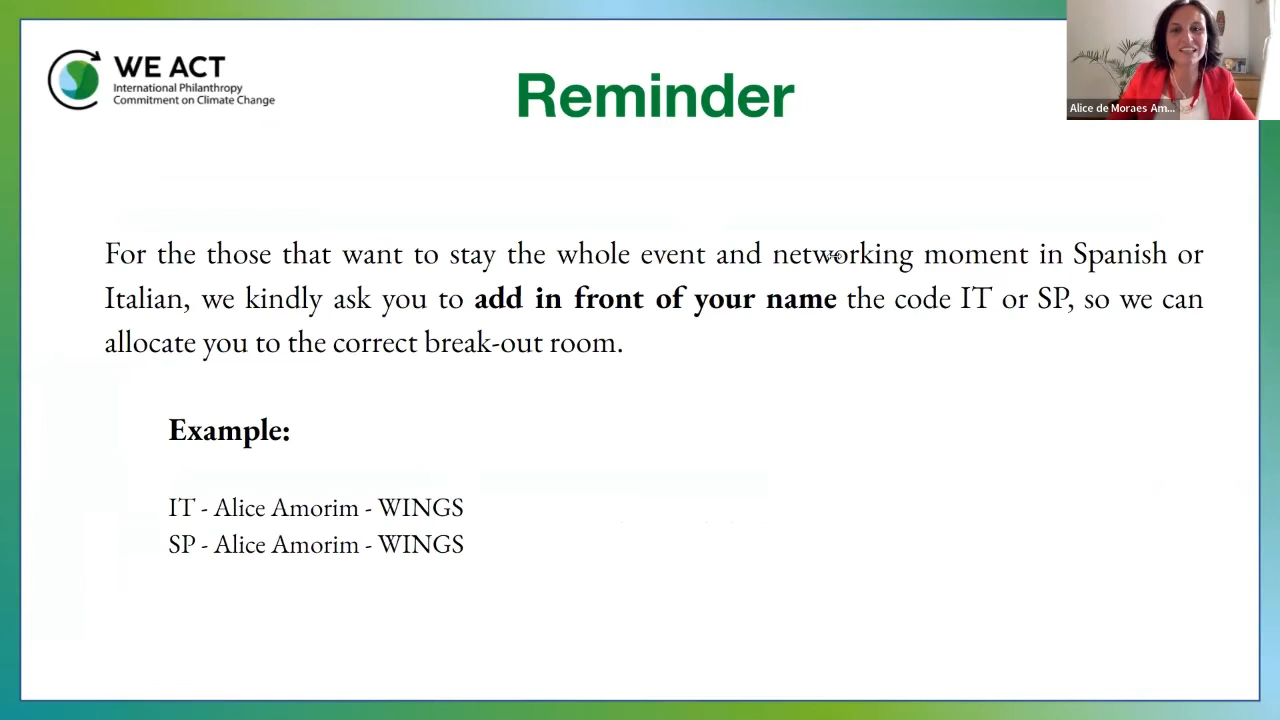 WE ACT
International Philanthropy
Commitment on Climate Change
Reminder
Alice de Moraes Am...
For the those that want to stay the whole event and networking moment in Spanish or
Italian, we kindly ask you to add in front of your name the code IT or SP, so we can
allocate you to the correct break-out room.
Example:
IT - Alice Amorim - WINGS
SP - Alice Amorim - WINGS